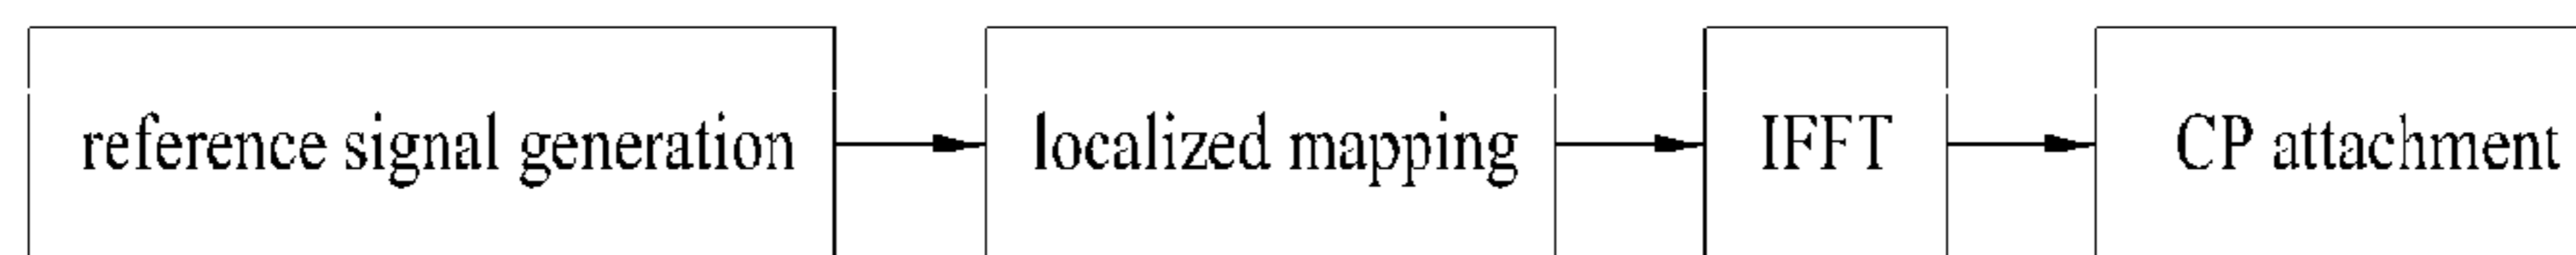 reference signal generation localized mapping IFFT CP attachment